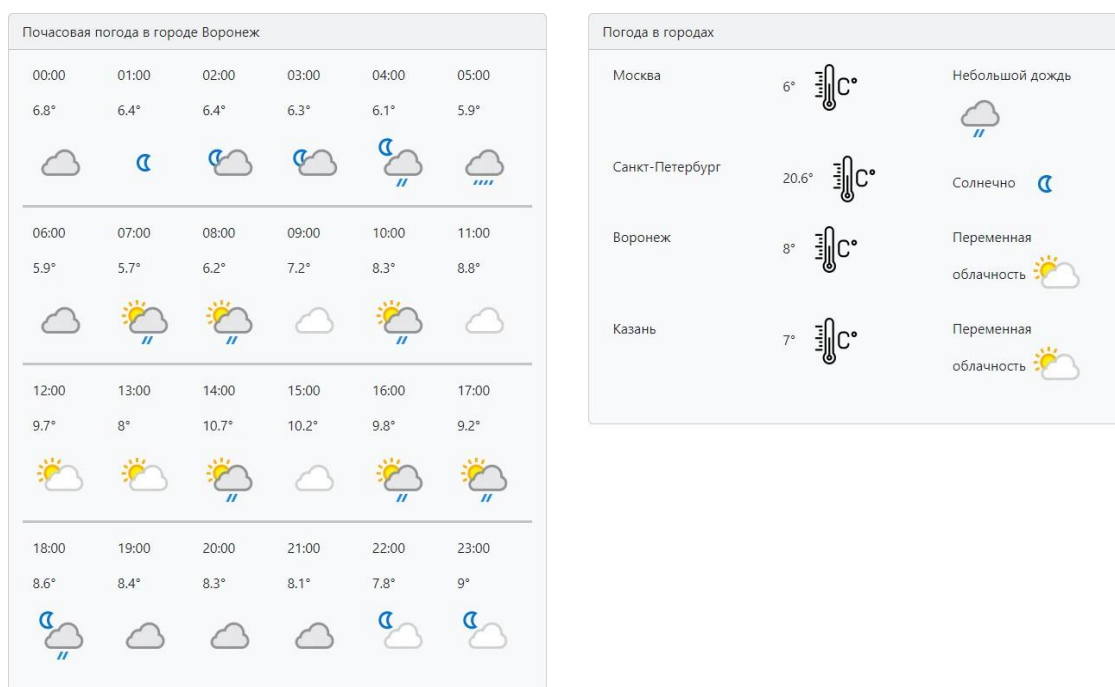 Почасовая погода в городе Воронеж
00:00 01:00 02:00 03:00 04:00 05:00
6.8° 6.4° 6.4° 6.3° 6.1° 5.9°
06:00 07:00 08:00 09:00 10:00 11:00
5.9° 5.7° 6.2° 7.2° 8.3° 8.8°
12:00 13:00 14:00 15:00 16:00 17:00
9.7° 8° 10.7° 10.2° 9.8° 9.2°
18:00 19:00 20:00 21:00 22:00 23:00
8.6° 8.4° 8.3° 8.1° 7.8° 9°
Погода в городах
Москва 6° C° Небольшой дождь
Санкт-Петербург 20.6° C° Солнечно
Воронеж 8° C° Переменная
облачность
Казань 7° C° Переменная
облачность